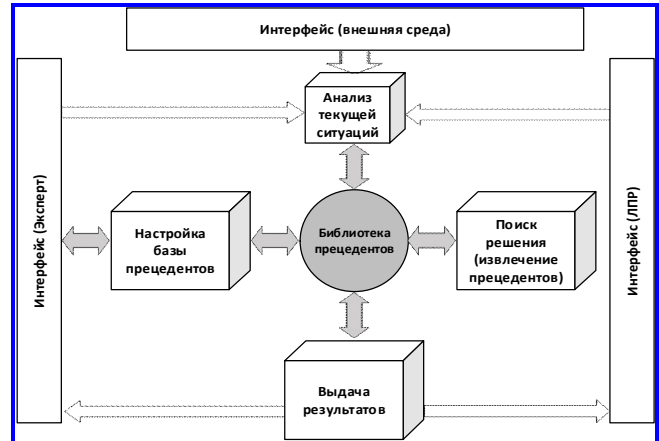 Интерфейс (внешняя среда)
Анализ
текущей
ситуаций
Интерфейс (Эксперт)
Настройка
базы
прецедентов
Библиотека
прецедентов
Поиск
решения
(извлечение
прецедентов)
Интерфейс (ЛПР)
Выдача
результатов